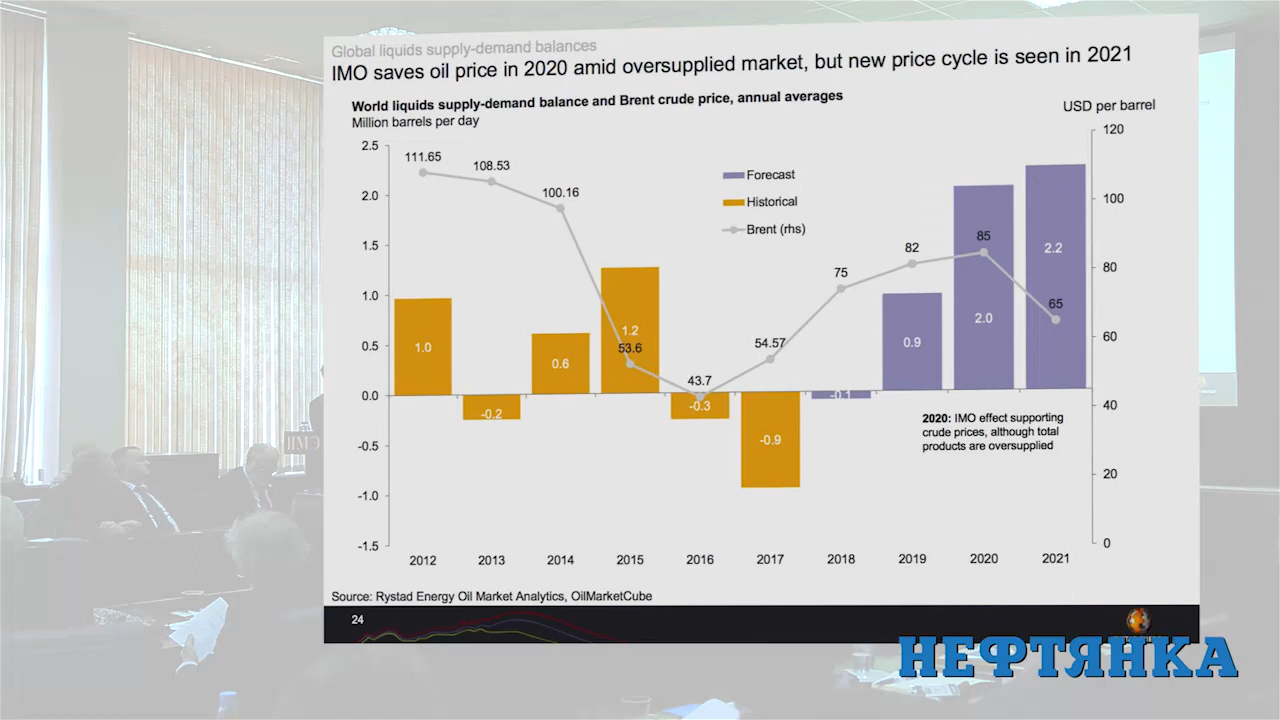 Global liquids supply-demand balances
IMO saves oil price in 2020 amid oversupplied market, but new price cycle is seen in 2021
World liquids supply-demand balance and Brent crude price, annual averages
Million barrels per day
USD per barrel
2.5
2.0
1.5
1.0
0.5
0.0
-0.5
-1.0
-1.5
120
100
80
60
40
20
0
Forecast
Historical
Brent (rhs)
111.65
108.53
100.16
53.6
43.7
54.57
75
82
85
65
1.0
-0.2
0.6
1.2
-0.3
-0.9
-0.1
0.9
2.0
2.2
2020: IMO effect supporting
crude prices, although total
products are oversupplied
2012 2013 2014 2015 2016 2017 2018 2019 2020 2021
Source: Rystad Energy Oil Market Analytics, OilMarketCube
24
ИМЭ
НЕФТЯНКА